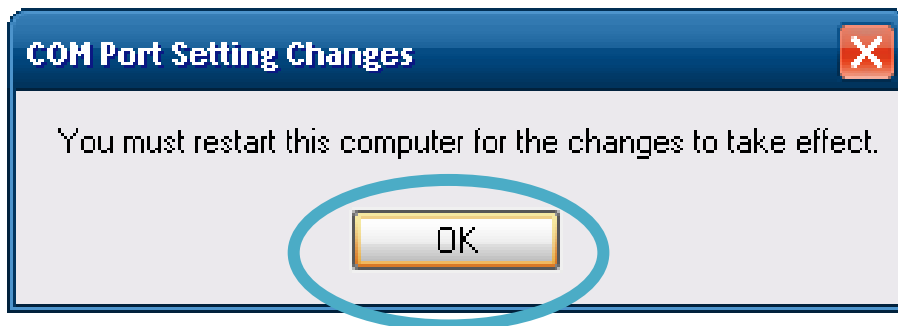 COM Port Setting Changes
You must restart this computer for the changes to take effect.
OK